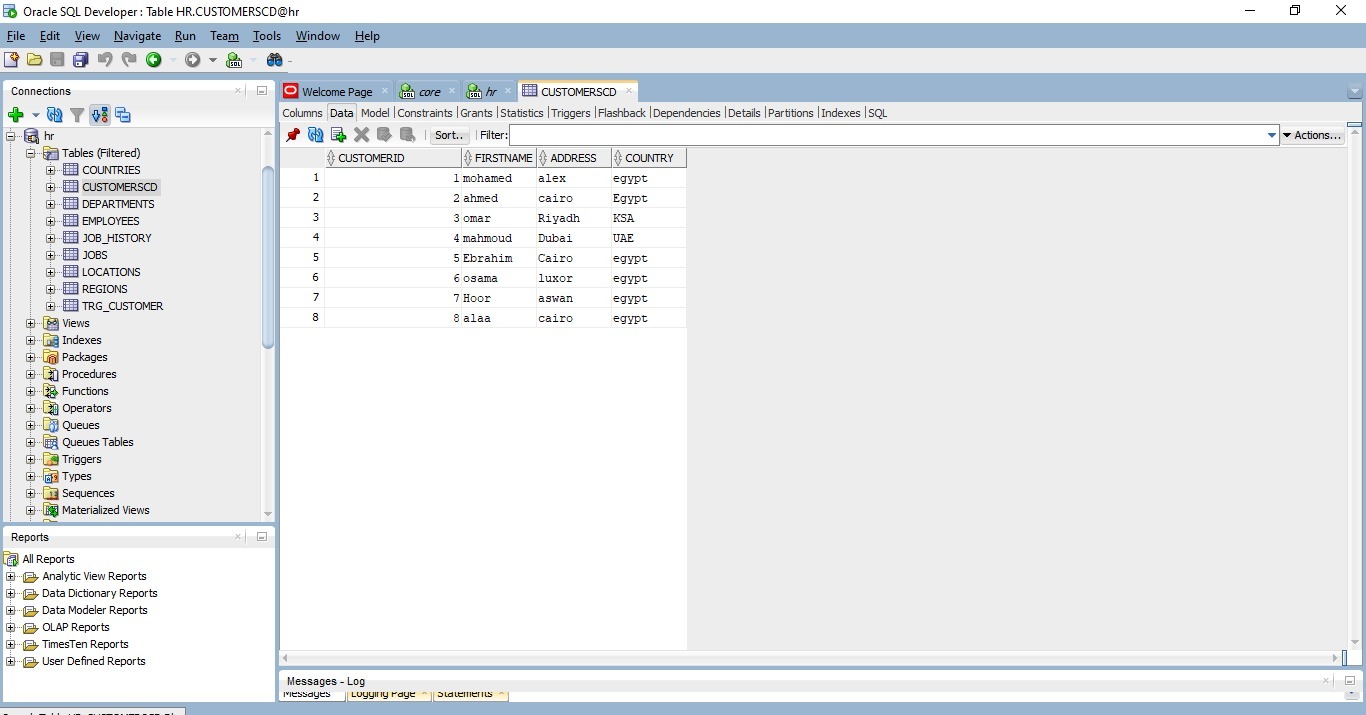 Oracle SQL Developer : Table HR.CUSTOMERSCD@hr
File Edit View Navigate Run Team Tools Window Help
Connections
hr
Tables (Filtered)
COUNTRIES
CUSTOMERSCD
DEPARTMENTS
EMPLOYEES
JOB_HISTORY
JOBS
LOCATIONS
REGIONS
TRG_CUSTOMER
Views
Indexes
Packages
Procedures
Functions
Operators
Queues
Queues Tables
Triggers
Types
Sequences
Materialized Views
Reports
All Reports
Analytic View Reports
Data Dictionary Reports
Data Modeler Reports
OLAP Reports
TimesTen Reports
User Defined Reports
Welcome Page core hr CUSTOMERSCD
Columns Data Model Constraints Grants Statistics Triggers Flashback Dependencies Details Partitions Indexes SQL
Sort.. Filter: Actions...
CUSTOMERID FIRSTNAME ADDRESS COUNTRY
1 1 mohamed alex egypt
2 2 ahmed cairo Egypt
3 3 omar Riyadh KSA
4 4 mahmoud Dubai UAE
5 5 Ebrahim Cairo egypt
6 6 osama luxor egypt
7 7 Hoor aswan egypt
8 8 alaa cairo egypt
Messages - Log
Messages Logging Page Statements